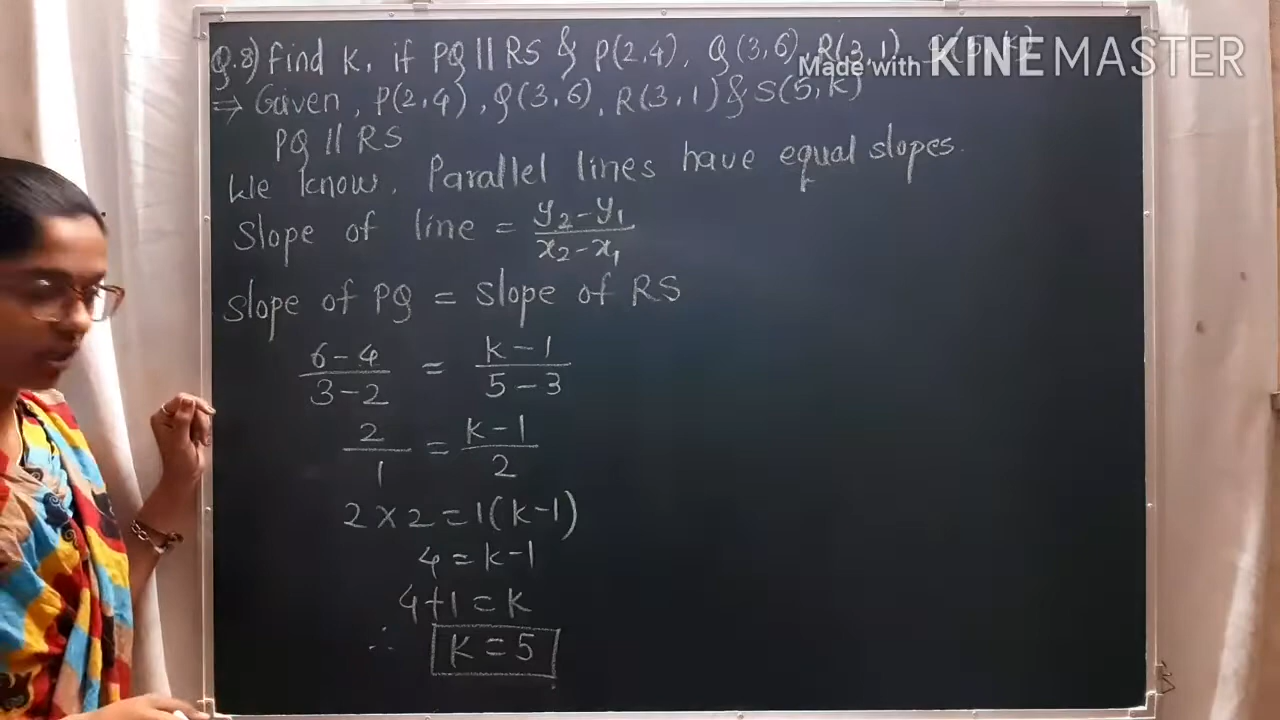 Q.8) find k, if PQ || RS & P(2,4), Q(3,6), R(3,1), S(5,k)
Made with KINEMASTER
⇒ Given, P(2,4), Q(3,6), R(3,1) & S(5,k)
PQ || RS
We know, Parallel lines have equal slopes.
Slope of line = y₂-y₁/x₂-x₁
Slope of PQ = Slope of RS
6-4/3-2 = k-1/5-3
2/1 = k-1/2
2×2=1(k-1)
4=k-1
4+1=k
∴ k=5